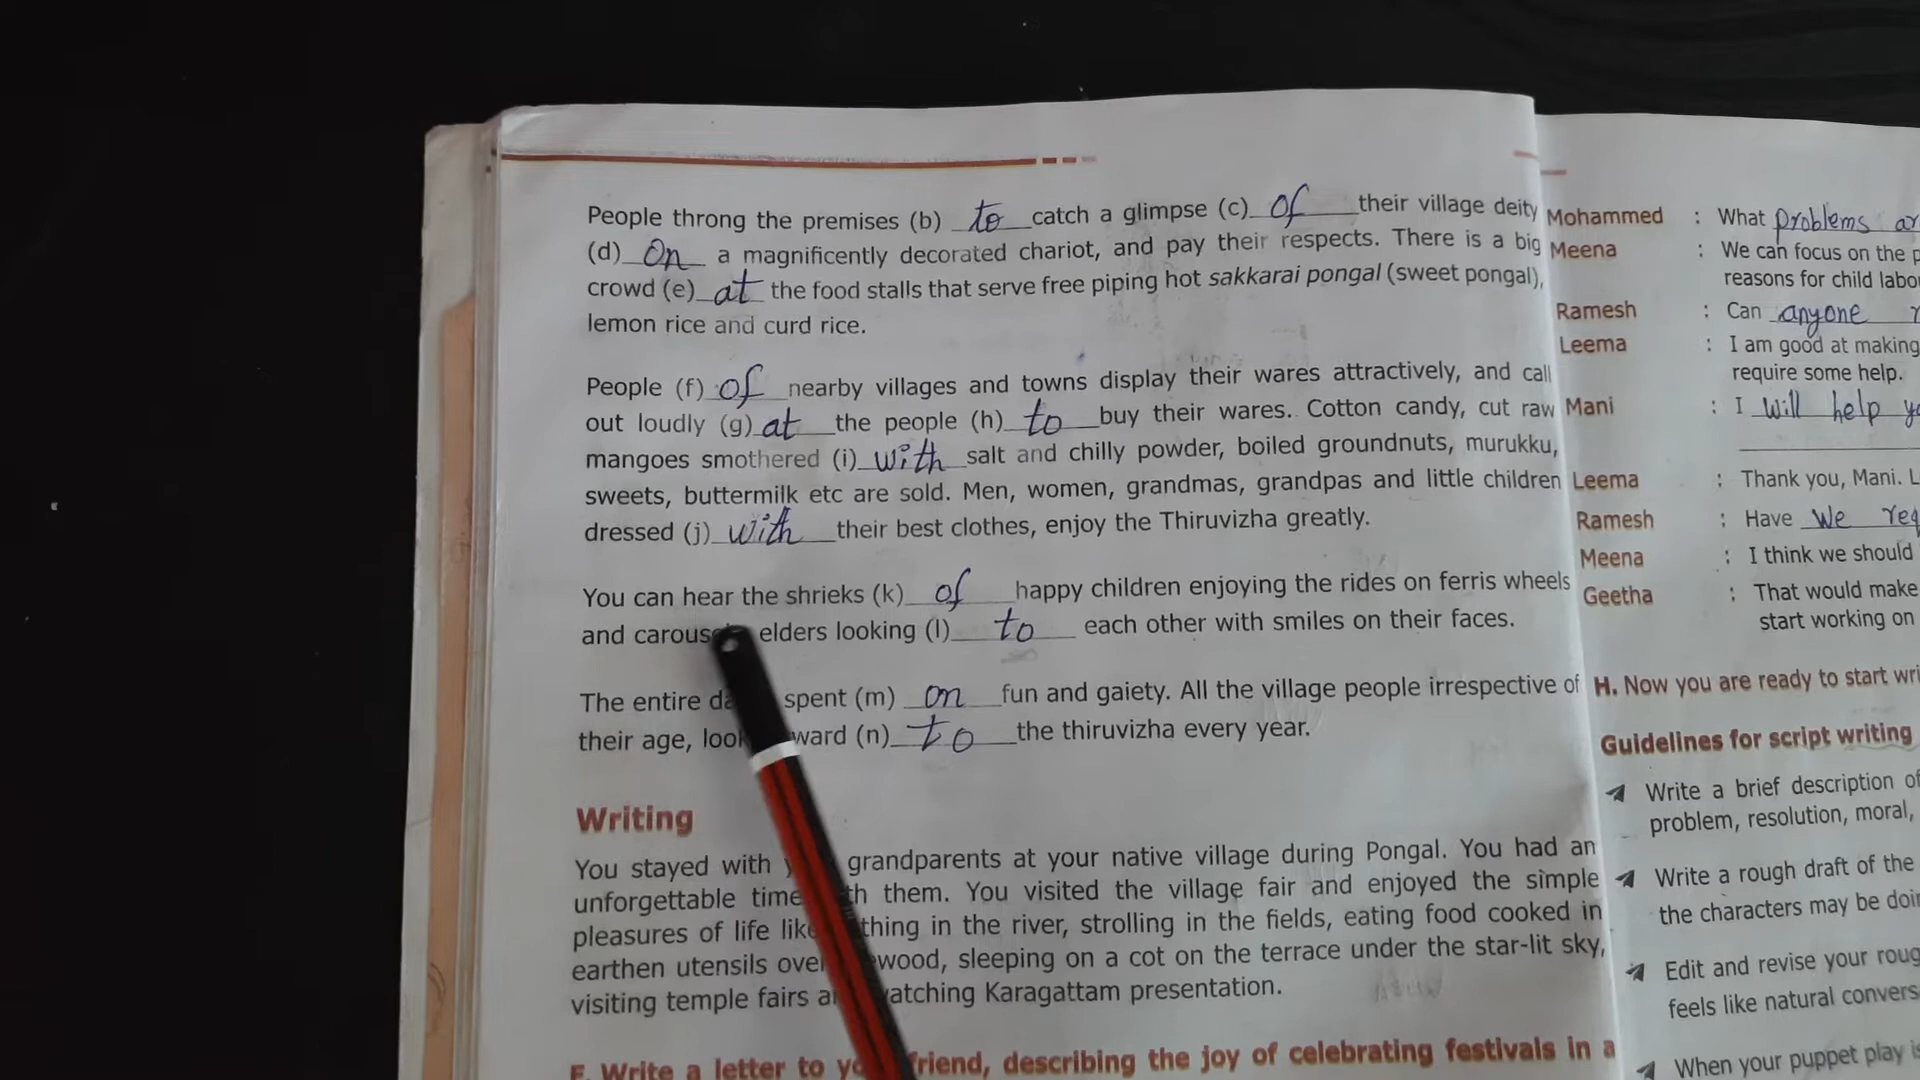 People throng the premises (b) to catch a glimpse (c) of their village deity
(d) on a magnificently decorated chariot, and pay their respects. There is a big
crowd (e) at the food stalls that serve free piping hot sakkarai pongal (sweet pongal),
lemon rice and curd rice.
People (f) of nearby villages and towns display their wares attractively, and call
out loudly (g) at the people (h) to buy their wares. Cotton candy, cut raw
mangoes smothered (i) with salt and chilly powder, boiled groundnuts, murukku,
sweets, buttermilk etc are sold. Men, women, grandmas, grandpas and little children
dressed (j) with their best clothes, enjoy the Thiruvizha greatly.
You can hear the shrieks (k) of happy children enjoying the rides on ferris wheels
and elders looking (l) to each other with smiles on their faces.
The entire spent (m) on fun and gaiety. All the village people irrespective of
their age, (n) to the thiruvizha every year.
Writing
You stayed with grandparents at your native village during Pongal. You had an
unforgettable time them. You visited the village fair and enjoyed the simple
pleasures of life in the river, strolling in the fields, eating food cooked in
earthen utensils sleeping on a cot on the terrace under the star-lit sky,
visiting temple fairs watching Karagattam presentation.
F. Write a letter to friend, describing the joy of celebrating festivals in a
Mohammed : What problems
Meena : We can focus on the
reasons for child
Ramesh : Can anyone
Leema : I am good at making
require some help.
Mani : I will help
Leema : Thank you, Mani.
Ramesh : Have we
Meena : I think we should
Geetha : That would make
start working on
H. Now you are ready to start
Guidelines for script writing
Write a brief description of
problem, resolution, moral,
Write a rough draft of the
the characters may be
Edit and revise your
feels like natural
When your puppet play